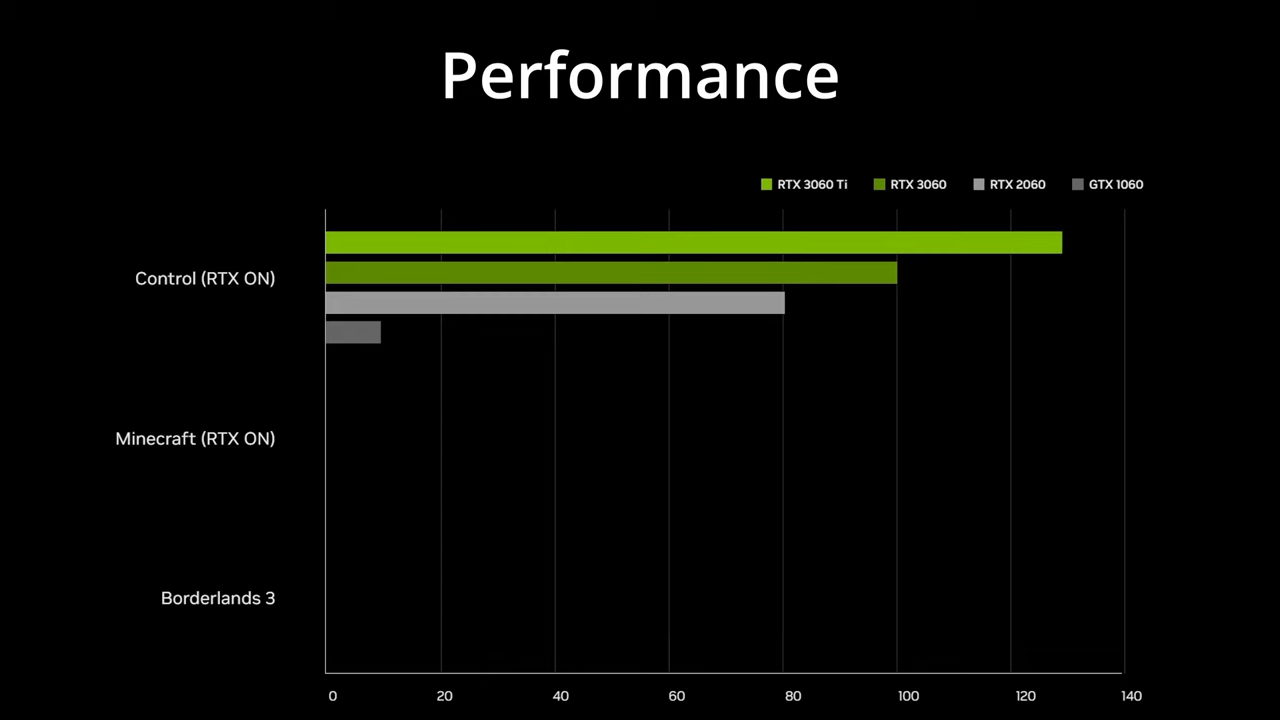 Performance
RTX 3060 Ti RTX 3060 RTX 2060 GTX 1060
Control (RTX ON)
Minecraft (RTX ON)
Borderlands 3
0 20 40 60 80 100 120 140